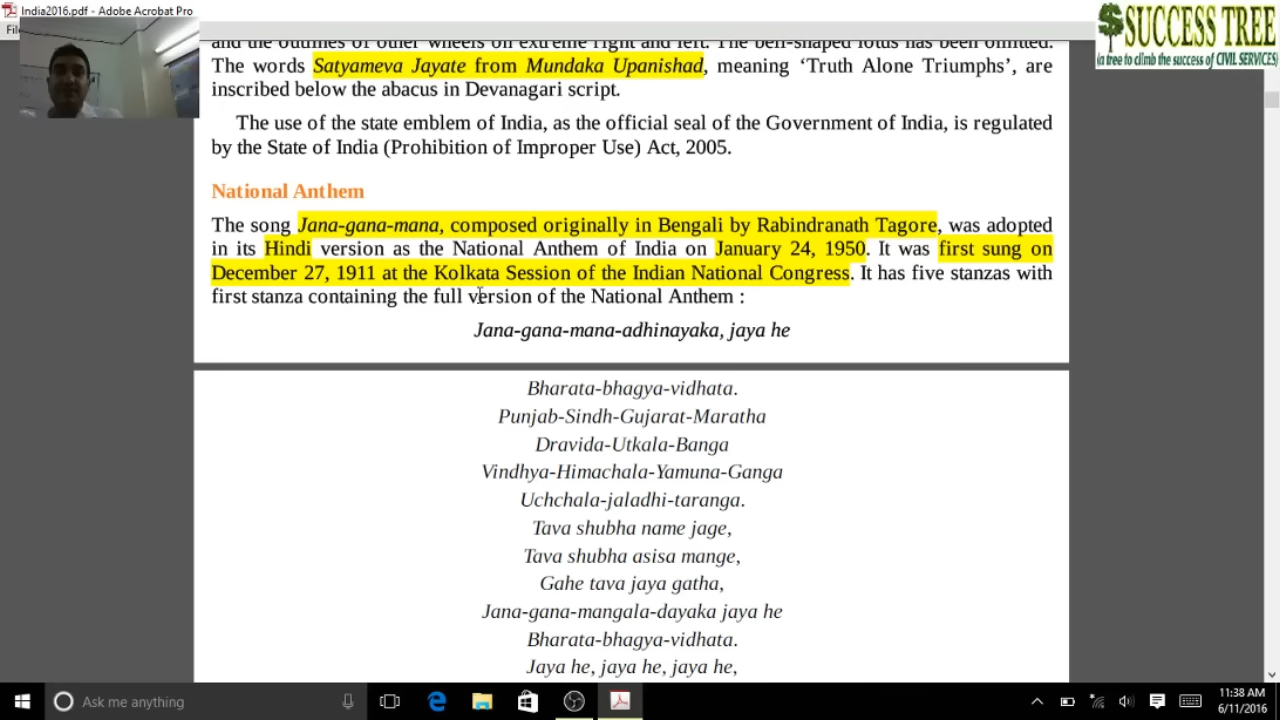 India2016.pdf - Adobe Acrobat Pro
SUCCESS TREE
(a tree to climb the success of CIVIL SERVICES)
and the outlines of other wheels on extreme right and left. The bell-shaped lotus has been omitted.
The words Satyameva Jayate from Mundaka Upanishad, meaning ‘Truth Alone Triumphs’, are
inscribed below the abacus in Devanagari script.
The use of the state emblem of India, as the official seal of the Government of India, is regulated
by the State of India (Prohibition of Improper Use) Act, 2005.
National Anthem
The song Jana-gana-mana, composed originally in Bengali by Rabindranath Tagore, was adopted
in its Hindi version as the National Anthem of India on January 24, 1950. It was first sung on
December 27, 1911 at the Kolkata Session of the Indian National Congress. It has five stanzas with
first stanza containing the full version of the National Anthem :
Jana-gana-mana-adhinayaka, jaya he
Bharata-bhagya-vidhata.
Punjab-Sindh-Gujarat-Maratha
Dravida-Utkala-Banga
Vindhya-Himachala-Yamuna-Ganga
Uchchala-jaladhi-taranga.
Tava shubha name jage,
Tava shubha asisa mange,
Gahe tava jaya gatha,
Jana-gana-mangala-dayaka jaya he
Bharata-bhagya-vidhata.
Jaya he, jaya he, jaya he,
Ask me anything
11:38 AM
6/11/2016